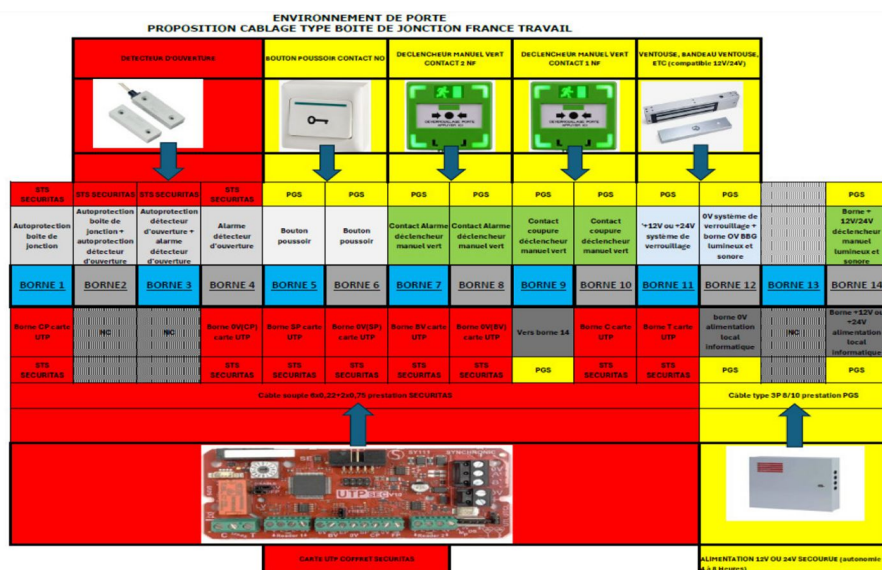 ENVIRONNEMENT DE PORTE
PROPOSITION CABLAGE TYPE BOITE DE JONCTION FRANCE TRAVAIL
DETECTEUR D'OUVERTURE
BOUTON POUSSOIR CONTACT NO
DECLENCHEUR MANUEL VERT
CONTACT 2 NF
DECLENCHEUR MANUEL VERT
CONTACT 1 NF
VENTOUSE, BANDEAU VENTOUSE,
ETC (compatible 12V/24V)
STS
SECURITAS
STS SECURITAS
STS SECURITAS
STS
SECURITAS
PGS
PGS
PGS
PGS
PGS
PGS
PGS
PGS
PGS
Autoprotection
boite de
jonction
Autoprotection
boite de
jonction +
autoprotection
détecteur
d'ouverture
Autoprotection
détecteur
d'ouverture +
alarme
détecteur
d'ouverture
Alarme
détecteur
d'ouverture
Bouton
poussoir
Bouton
poussoir
Contact Alarme
déclencheur
manuel vert
Contact Alarme
déclencheur
manuel vert
Contact
coupure
déclencheur
manuel vert
Contact
coupure
déclencheur
manuel vert
'+12V ou +24V
système de
verrouillage
0V système de
verrouillage +
borne OV BBG
lumineux et
sonore
Borne +
12V/24V
déclencheur
manuel
lumineux et
sonore
BORNE 1
BORNE2
BORNE 3
BORNE 4
BORNE 5
BORNE 6
BORNE 7
BORNE 8
BORNE 9
BORNE 10
BORNE 11
BORNE 12
BORNE 13
BORNE 14
Borne CP carte
UTP
NC
NC
Borne 0V(CP)
carte UTP
Borne SP carte
UTP
Borne 0V(SP)
carte UTP
Borne BV carte
UTP
Borne 0V(BV)
carte UTP
Vers borne 14
Borne C carte
UTP
Borne T carte
UTP
borne 0V
alimentation
local
informatique
NC
Borne +12V ou
+24V
alimentation
local
informatique
STS
SECURITAS
STS
SECURITAS
STS
SECURITAS
STS
SECURITAS
STS
SECURITAS
STS
SECURITAS
PGS
STS
SECURITAS
STS
SECURITAS
PGS
PGS
Cable souple 6x0,22+2x0,75 prestation SECURITAS
Câble type 3P 8/10 prestation PGS
SY117
SYNCHRONIC
UTP
CARTE UTP COFFRET SECURITAS
ALIMENTATION 12V OU 24V SECOURUE (autonomie
4 à 8 Heures)